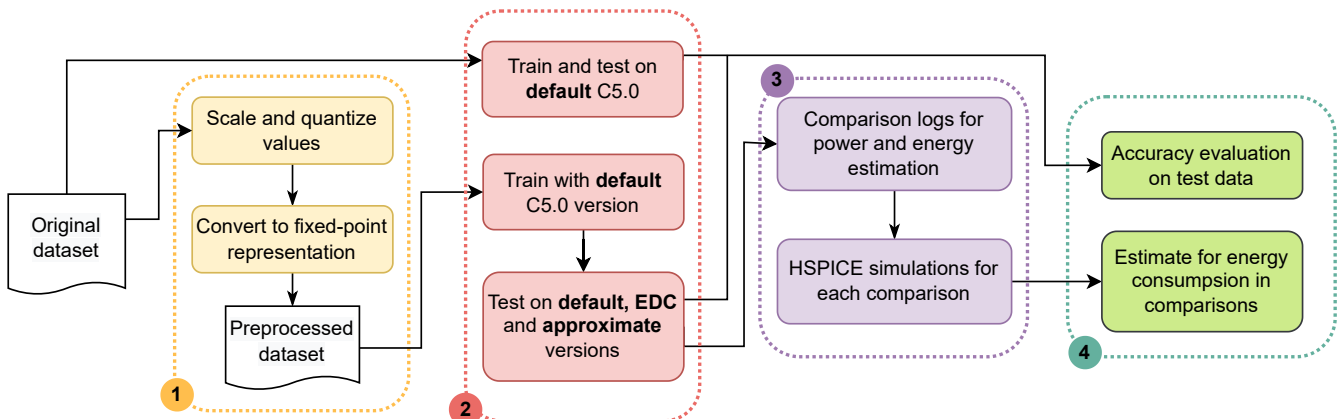 Original
dataset
Scale and quantize
values
Convert to fixed-point
representation
Preprocessed
dataset
1
Train and test on
default C5.0
Train with default
C5.0 version
Test on default, EDC
and approximate
versions
2
3
Comparison logs for
power and energy
estimation
HSPICE simulations for
each comparison
Accuracy evaluation
on test data
Estimate for energy
consumpsion in
comparisons
4